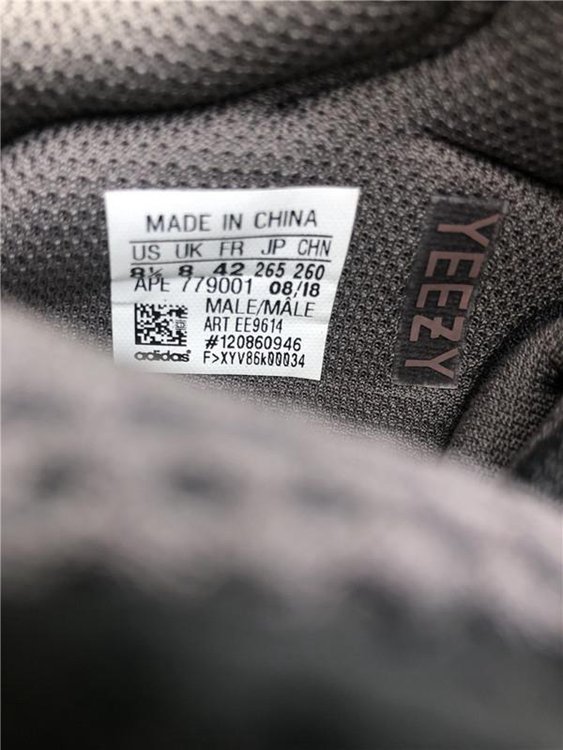 MADE IN CHINA
US UK FR JP CHN
8½ 8 42 265 260
APE 779001 08/18
MALE/MÂLE
ART EE9614
#120860946
adidas® F>XYV86k00034
YEEZY